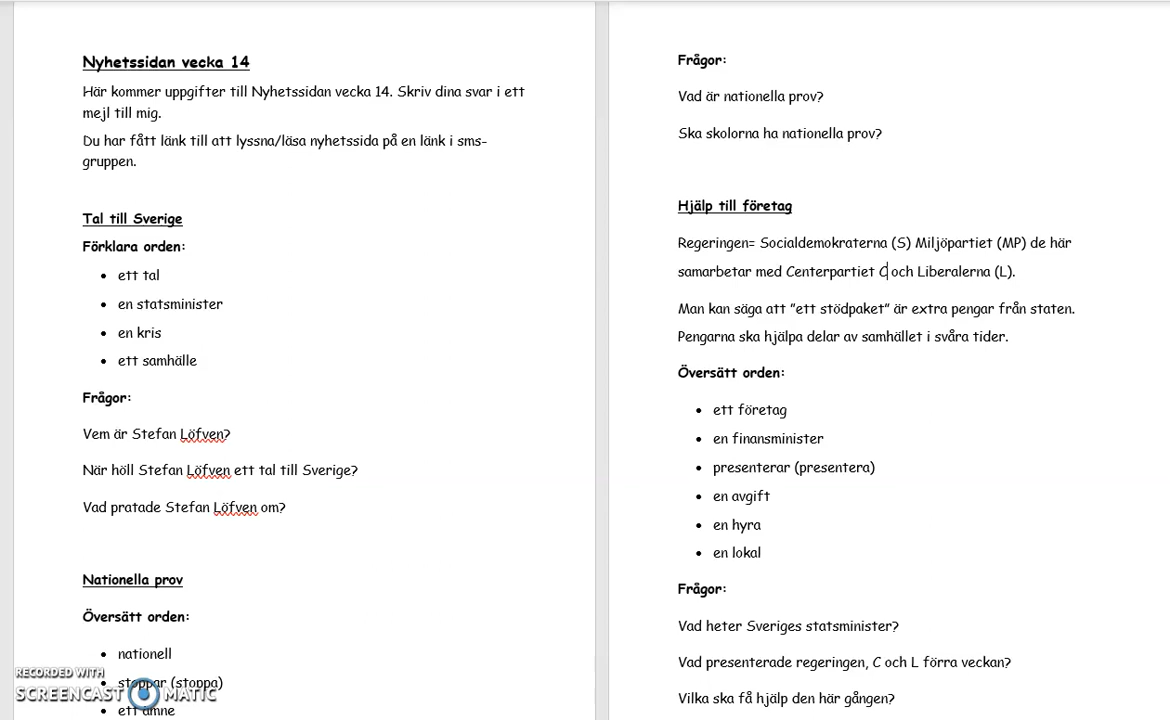 Nyhetssidan vecka 14
Här kommer uppgifter till Nyhetssidan vecka 14. Skriv dina svar i ett
mejl till mig.
Du har fått länk till att lyssna/läsa nyhetssida på en länk i sms-
gruppen.
Tal till Sverige
Förklara orden:
• ett tal
• en statsminister
• en kris
• ett samhälle
Frågor:
Vem är Stefan Löfven?
När höll Stefan Löfven ett tal till Sverige?
Vad pratade Stefan Löfven om?
Nationella prov
Översätt orden:
• nationell
• stoppar (stoppa)
• ett ämne
RECORDED WITH
SCREENCAST MATIC
Frågor:
Vad är nationella prov?
Ska skolorna ha nationella prov?
Hjälp till företag
Regeringen= Socialdemokraterna (S) Miljöpartiet (MP) de här
samarbetar med Centerpartiet C och Liberalerna (L).
Man kan säga att ”ett stödpaket” är extra pengar från staten.
Pengarna ska hjälpa delar av samhället i svåra tider.
Översätt orden:
• ett företag
• en finansminister
• presenterar (presentera)
• en avgift
• en hyra
• en lokal
Frågor:
Vad heter Sveriges statsminister?
Vad presenterade regeringen, C och L förra veckan?
Vilka ska få hjälp den här gången?